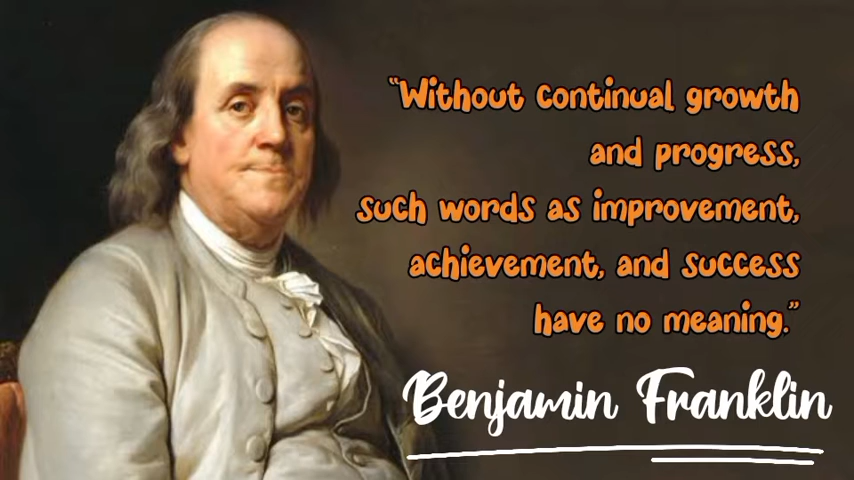 “Without continual growth
and progress,
such words as improvement,
achievement, and success
have no meaning.”
Benjamin Franklin